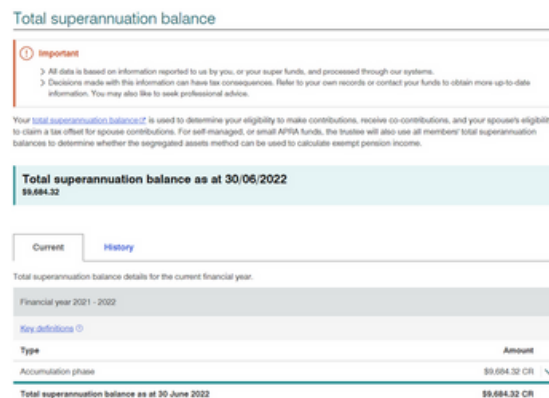 Total superannuation balance
Important
> All data is based on information reported to us by you, or your super funds, and processed through our systems.
> Decisions made with this information can have tax consequences. Refer to your own records or contact your funds to obtain more up-to-date
information. You may also like to seek professional advice.
Your total superannuation balance is used to determine your eligibility to make contributions, receive co-contributions, and your spouse's eligibility
to claim a tax offset for spouse contributions. For self-managed, or small APRA funds, the trustee will also use all members' total superannuation
balances to determine whether the segregated assets method can be used to calculate exempt pension income.
Total superannuation balance as at 30/06/2022
$9,684.32
Current History
Total superannuation balance details for the current financial year.
Financial year 2021 - 2022
Key definitions
Type Amount
Accumulation phase $9,684.32 CR
Total superannuation balance as at 30 June 2022 $9,684.32 CR